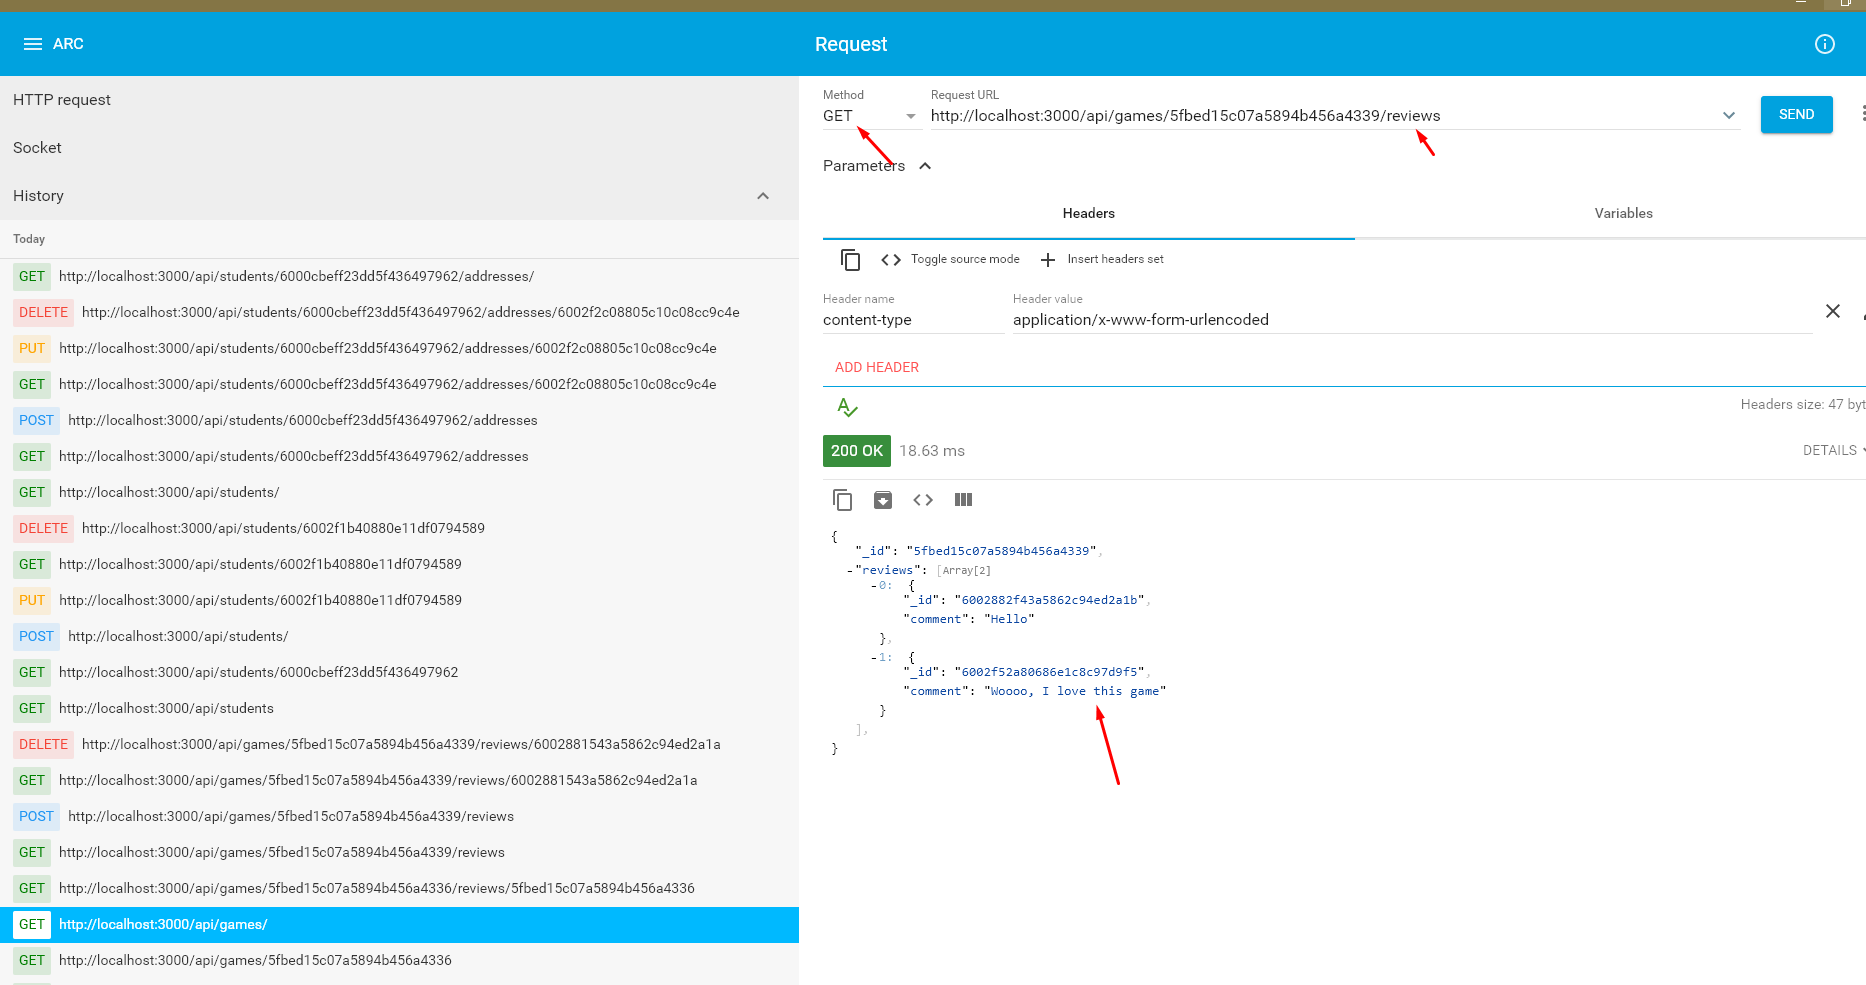 ARC
Request
HTTP request
Socket
History
Today
GET http://localhost:3000/api/students/6000cbeff23dd5f436497962/addresses/
DELETE http://localhost:3000/api/students/6000cbeff23dd5f436497962/addresses/6002f2c08805c10c08cc9c4e
PUT http://localhost:3000/api/students/6000cbeff23dd5f436497962/addresses/6002f2c08805c10c08cc9c4e
GET http://localhost:3000/api/students/6000cbeff23dd5f436497962/addresses/6002f2c08805c10c08cc9c4e
POST http://localhost:3000/api/students/6000cbeff23dd5f436497962/addresses
GET http://localhost:3000/api/students/6000cbeff23dd5f436497962/addresses
GET http://localhost:3000/api/students/
DELETE http://localhost:3000/api/students/6002f1b40880e11df0794589
GET http://localhost:3000/api/students/6002f1b40880e11df0794589
PUT http://localhost:3000/api/students/6002f1b40880e11df0794589
POST http://localhost:3000/api/students/
GET http://localhost:3000/api/students/6000cbeff23dd5f436497962
GET http://localhost:3000/api/students
DELETE http://localhost:3000/api/games/5fbed15c07a5894b456a4339/reviews/6002881543a5862c94ed2a1a
GET http://localhost:3000/api/games/5fbed15c07a5894b456a4339/reviews/6002881543a5862c94ed2a1a
POST http://localhost:3000/api/games/5fbed15c07a5894b456a4339/reviews
GET http://localhost:3000/api/games/5fbed15c07a5894b456a4339/reviews
GET http://localhost:3000/api/games/5fbed15c07a5894b456a4336/reviews/5fbed15c07a5894b456a4336
GET http://localhost:3000/api/games/
GET http://localhost:3000/api/games/5fbed15c07a5894b456a4336
Method
GET
Request URL
http://localhost:3000/api/games/5fbed15c07a5894b456a4339/reviews
SEND
Parameters
Headers
Variables
Toggle source mode
Insert headers set
Header name
content-type
Header value
application/x-www-form-urlencoded
ADD HEADER
Headers size: 47 byt
200 OK 18.63 ms
DETAILS
{
"_id": "5fbed15c07a5894b456a4339",
-"reviews": [Array[2]
-0: {
"_id": "6002882f43a5862c94ed2a1b",
"comment": "Hello"
},
-1: {
"_id": "6002f52a80686e1c8c97d9f5",
"comment": "Woooo, I love this game"
}
],
}